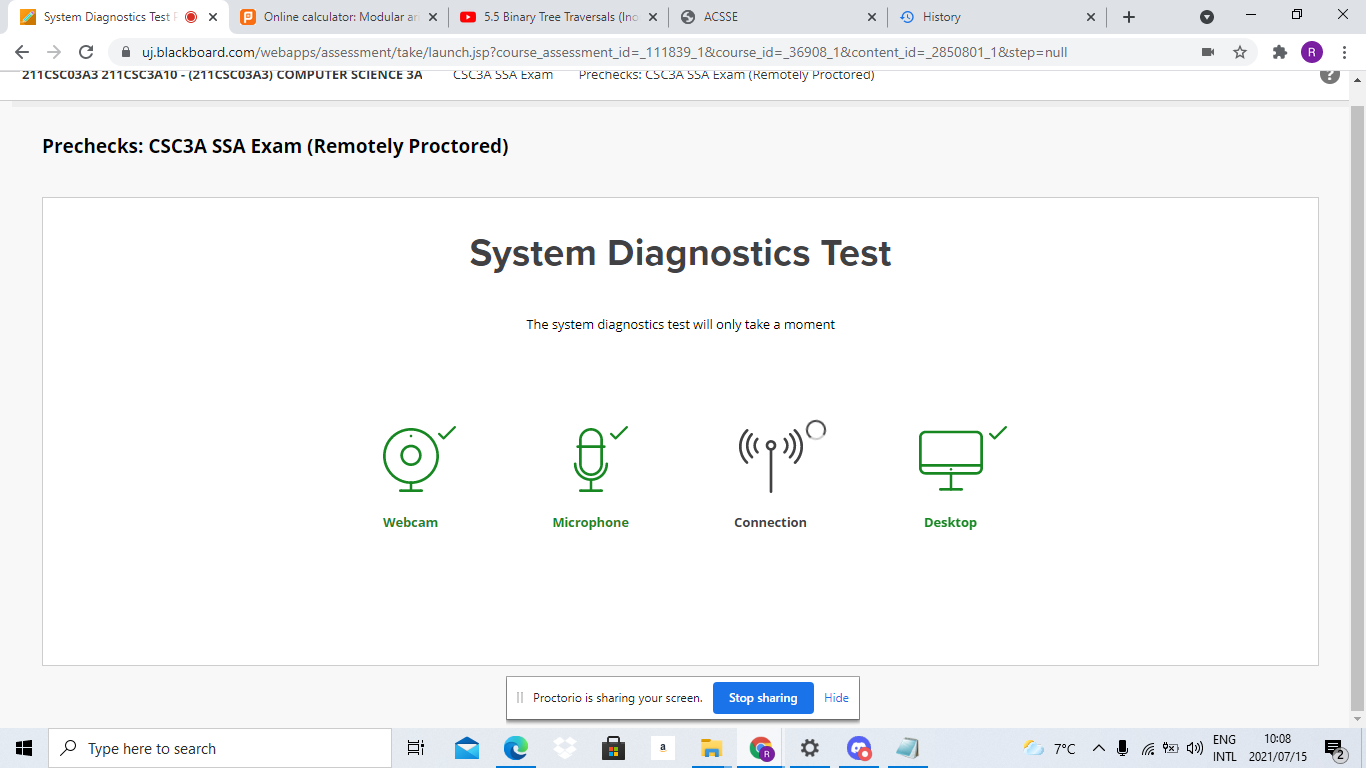 System Diagnostics Test P
Online calculator: Modular ar
5.5 Binary Tree Traversals (Ino
ACSSE
History
uj.blackboard.com/webapps/assessment/take/launch.jsp?course_assessment_id=_111839_1&course_id=_36908_1&content_id=_2850801_1&step=null
R
211CSC03A3 211CSC3A10 - (211CSC03A3) COMPUTER SCIENCE 3A
CSC3A SSA Exam
Prechecks: CSC3A SSA Exam (Remotely Proctored)
?
Prechecks: CSC3A SSA Exam (Remotely Proctored)
System Diagnostics Test
The system diagnostics test will only take a moment
Webcam
Microphone
Connection
Desktop
Proctorio is sharing your screen.
Stop sharing
Hide
Type here to search
a
R
7°C
ENG
INTL
10:08
2021/07/15
2